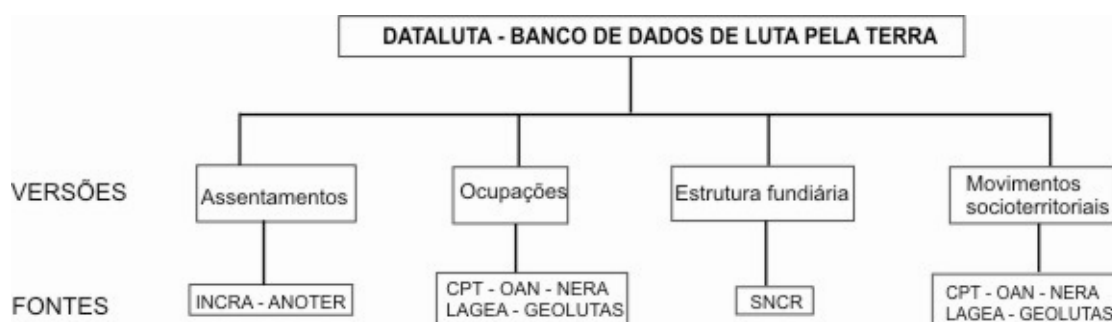 DATALUTA - BANCO DE DADOS DE LUTA PELA TERRA
VERSÕES
Assentamentos
Ocupações
Estrutura fundiária
Movimentos
socioterritoriais
FONTES
INCRA - ANOTER
CPT - OAN - NERA
LAGEA - GEOLUTAS
SNCR
CPT - OAN - NERA
LAGEA - GEOLUTAS